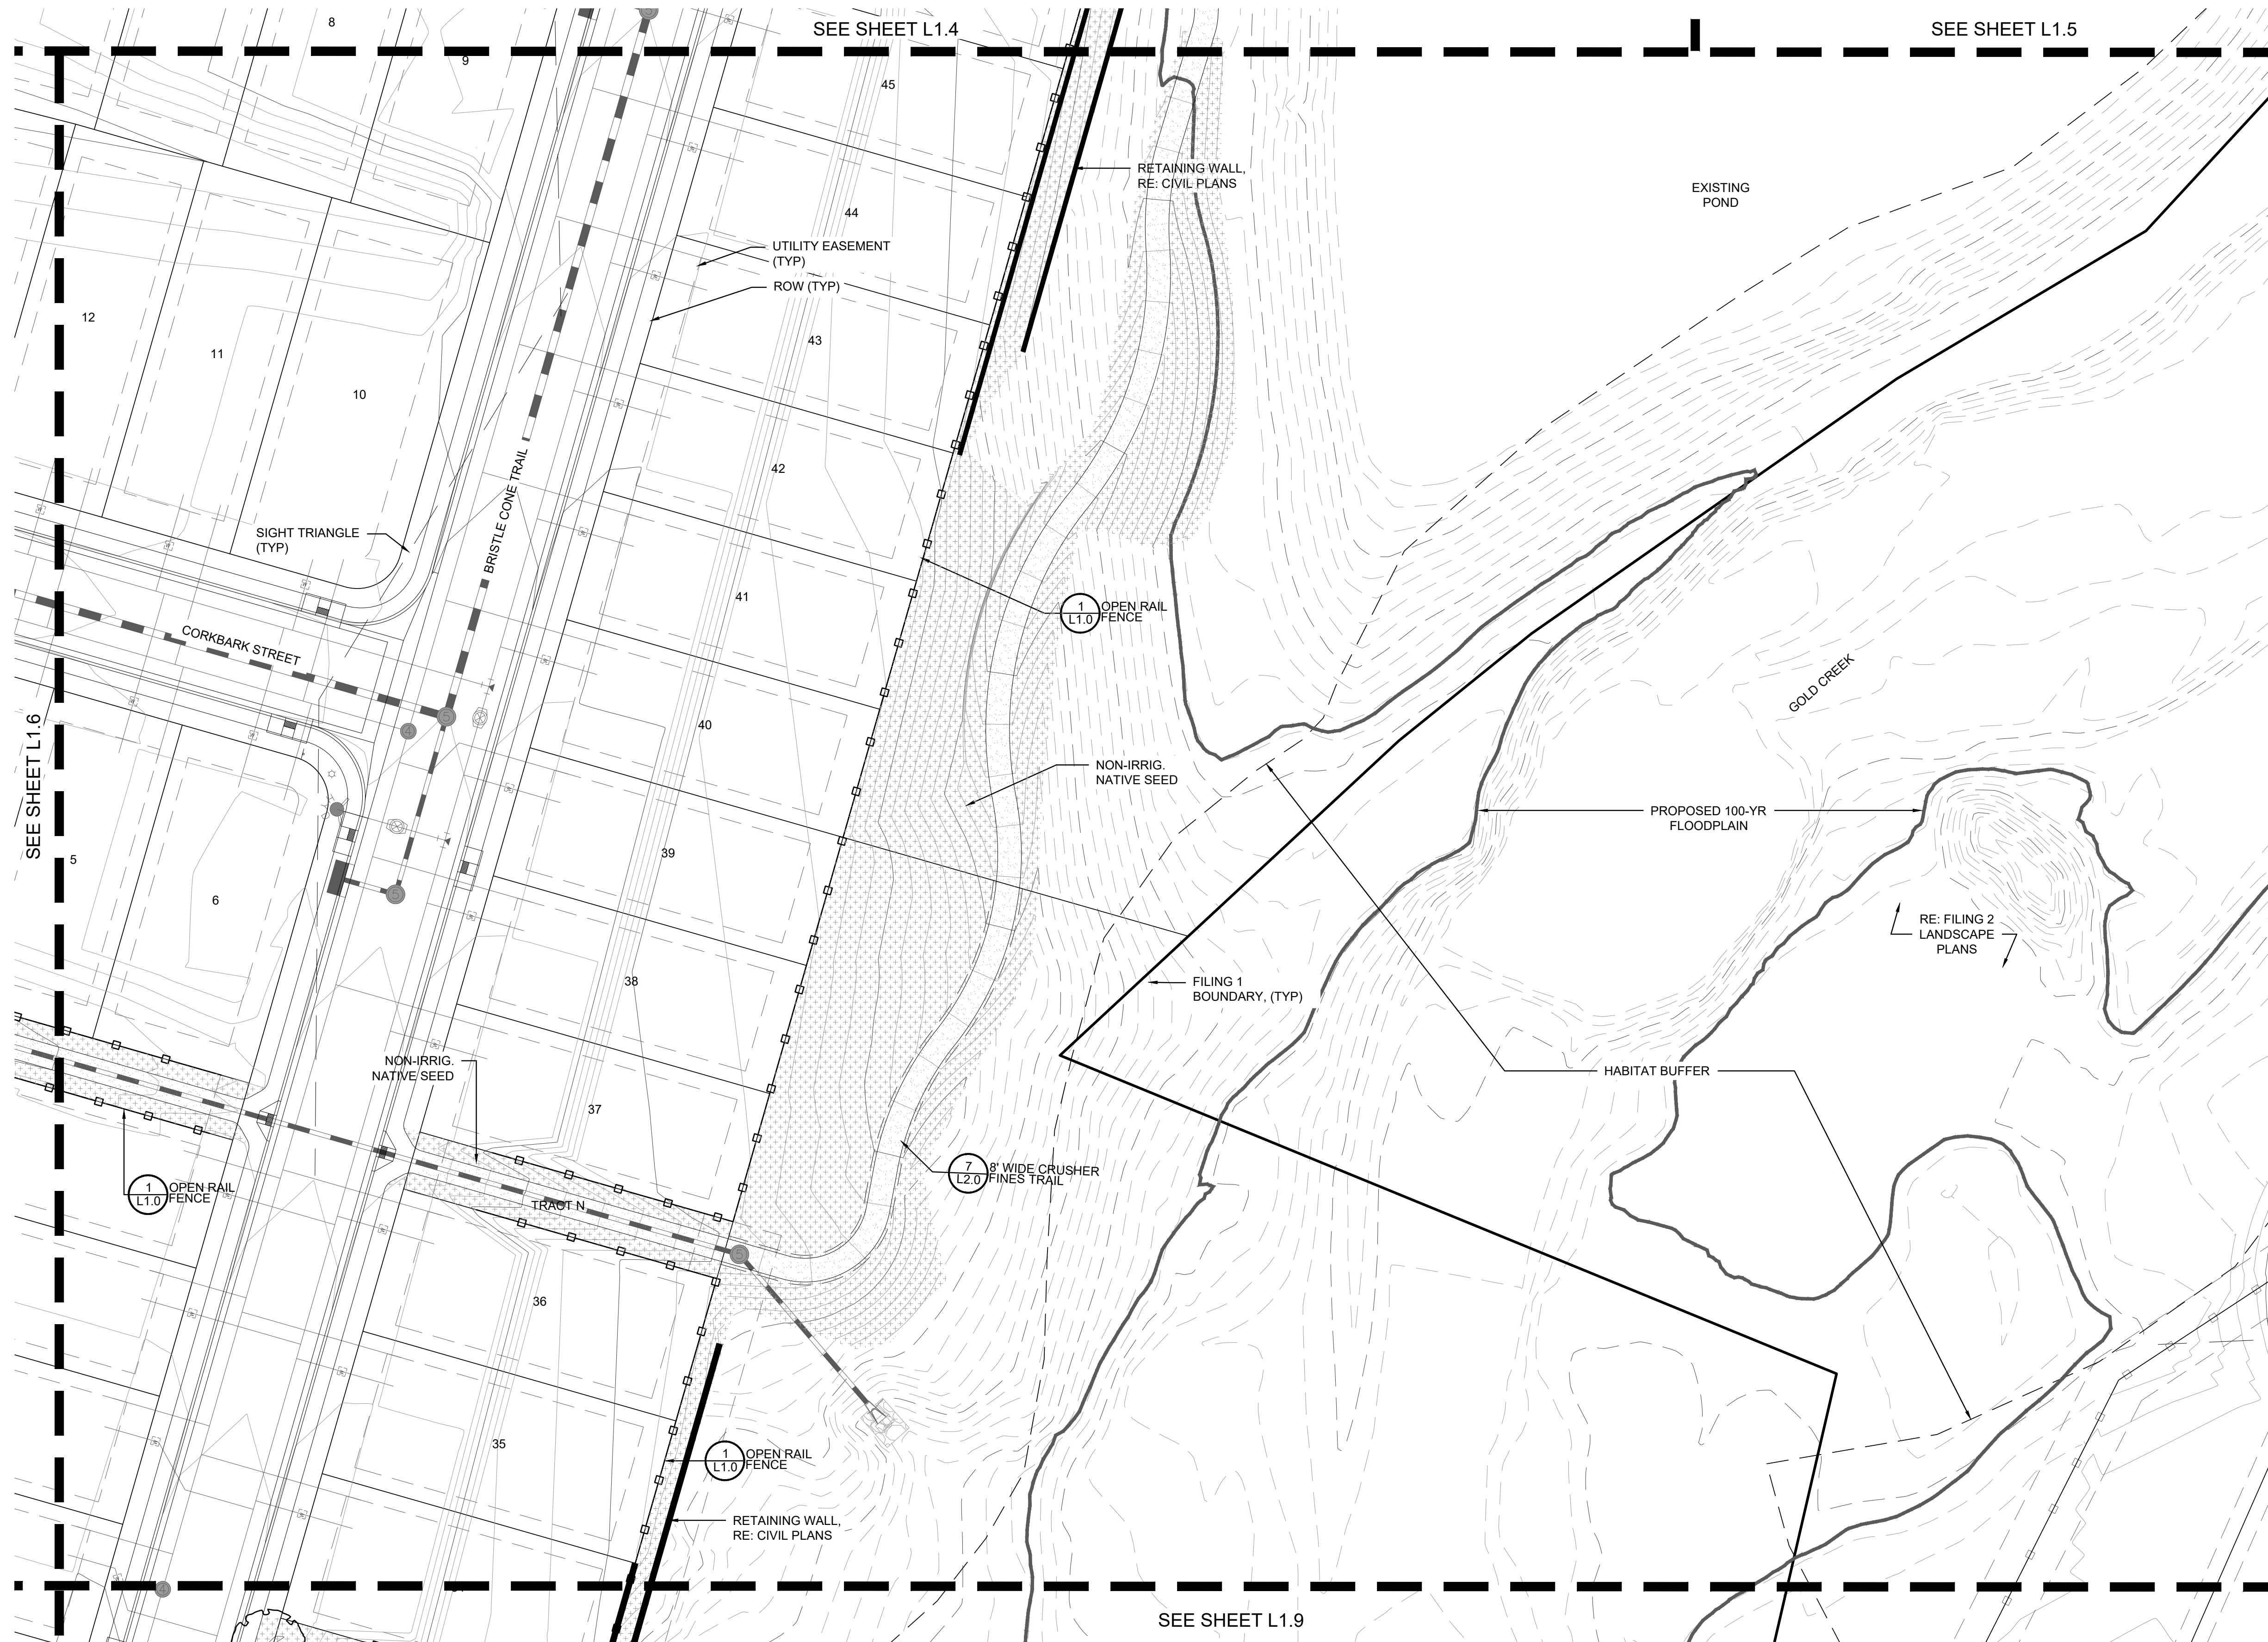 SEE SHEET L1.4
SEE SHEET L1.5
8
9
45
RETAINING WALL,
RE: CIVIL PLANS
EXISTING
POND
44
UTILITY EASEMENT
(TYP)
ROW (TYP)
12
11
10
43
42
BRISTLE CONE TRAIL
SIGHT TRIANGLE
(TYP)
41
1
L1.0
OPEN RAIL
FENCE
CORKBARK STREET
GOLD CREEK
SEE SHEET L1.6
5
4
40
NON-IRRIG.
NATIVE SEED
PROPOSED 100-YR
FLOODPLAIN
39
5
6
5
RE: FILING 2
LANDSCAPE
PLANS
38
FILING 1
BOUNDARY, (TYP)
NON-IRRIG.
NATIVE SEED
HABITAT BUFFER
37
7
L2.0
8' WIDE CRUSHER
FINES TRAIL
1
L1.0
OPEN RAIL
FENCE
TRACT N
5
36
35
1
L1.0
OPEN RAIL
FENCE
RETAINING WALL,
RE: CIVIL PLANS
4
SEE SHEET L1.9